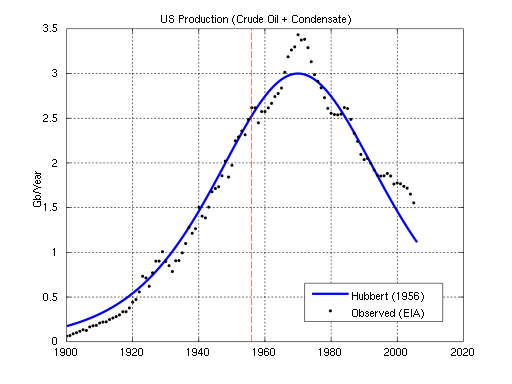 US Production (Crude Oil + Condensate)
3.5
3
2.5
2
1.5
1
0.5
0
Gb/Year
Hubbert (1956)
Observed (EIA)
1900 1920 1940 1960 1980 2000 2020